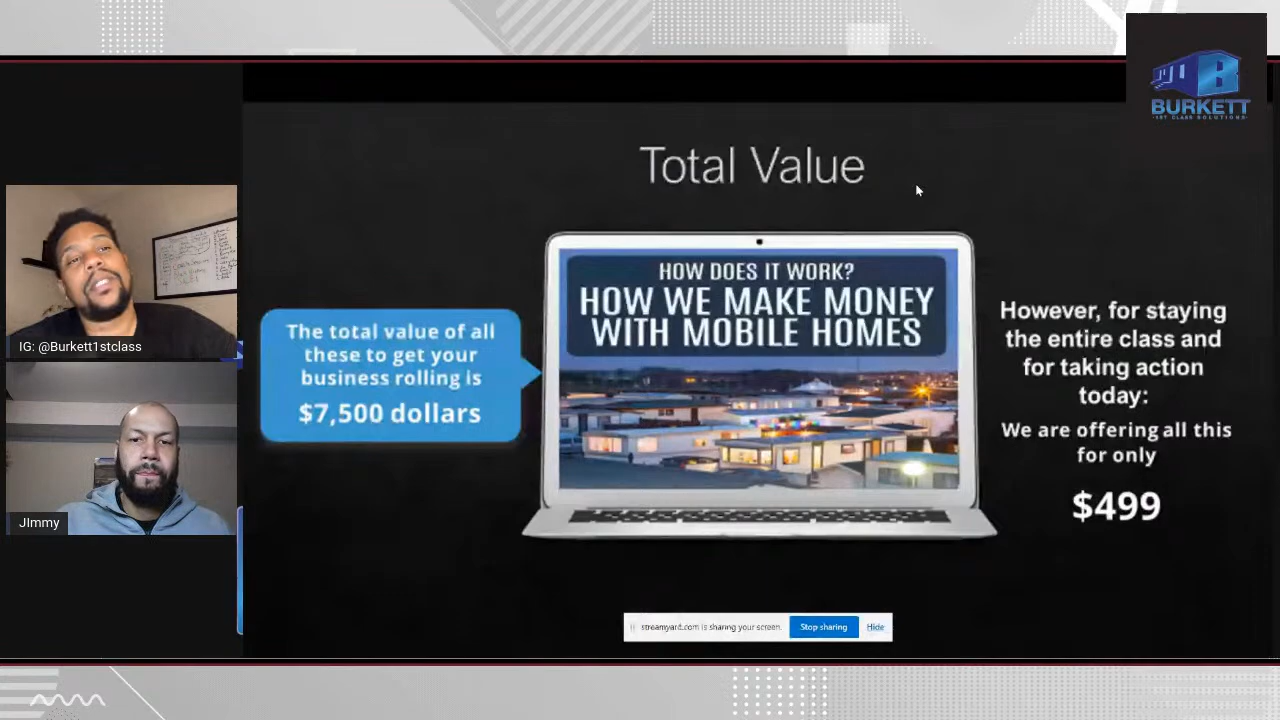 BURKETT
1ST CLASS SOLUTIONS
Total Value
IG: @Burkett1stclass
JImmy
The total value of all
these to get your
business rolling is
$7,500 dollars
HOW DOES IT WORK?
HOW WE MAKE MONEY
WITH MOBILE HOMES
However, for staying
the entire class and
for taking action
today:
We are offering all this
for only
$499
streamyard.com is sharing your screen.
Stop sharing
Hide